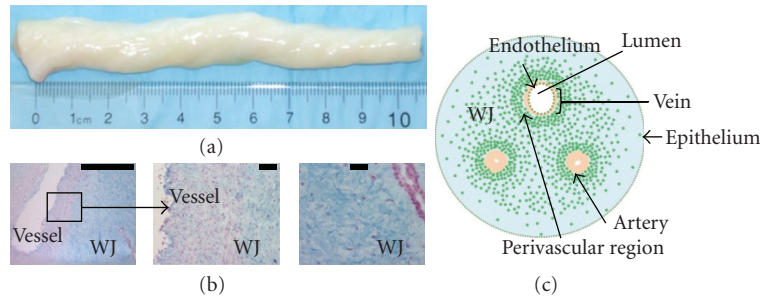 0 1cm 2 3 4 5 6 7 8 9 10
(a)
Vessel
WJ
Vessel
WJ
WJ
(b)
Endothelium
Lumen
WJ
Vein
Epithelium
Artery
Perivascular region
(c)